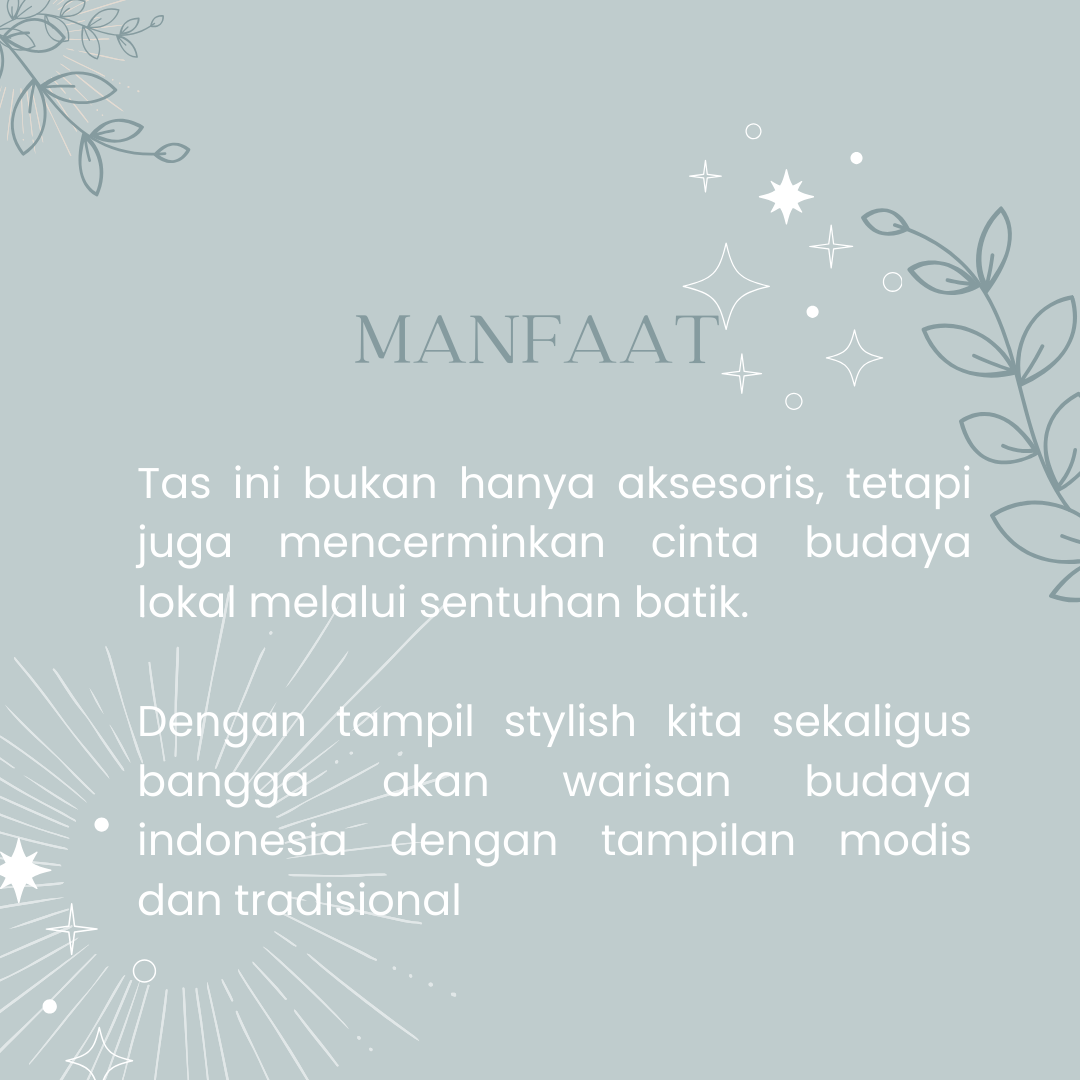 MANFAAT
Tas ini bukan hanya aksesoris, tetapi
juga mencerminkan cinta budaya
lokal melalui sentuhan batik.
Dengan tampil stylish kita sekaligus
bangga akan warisan budaya
indonesia dengan tampilan modis
dan tradisional